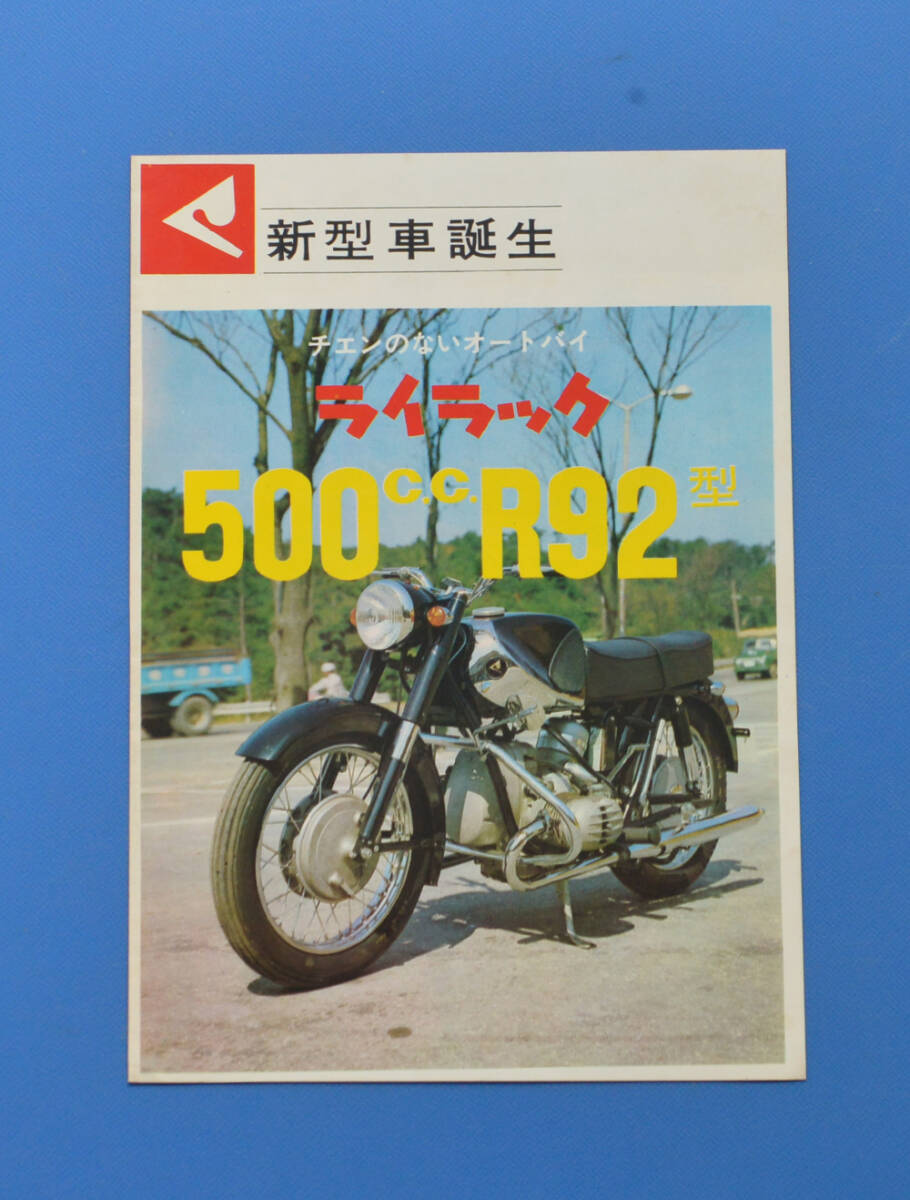 新型車誕生
チエンのないオートバイ
ライラック
500c.c.R92型